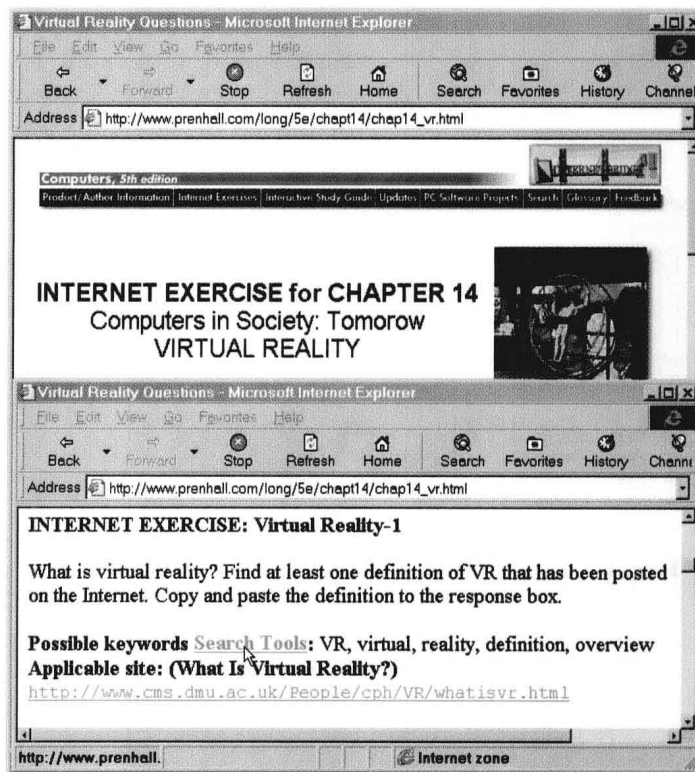 Virtual Reality Questions - Microsoft Internet Explorer
File Edit View Go Favorites Help
Back Forward Stop Refresh Home Search Favorites History Channel
Address http://www.prenhall.com/long/5e/chapt14/chap14_vr.html
INTERNET BRIDGE
Computers, 5th edition
Product/Author Information Internet Exercises Interactive Study Guide Updates PC Software Projects Search Glossary Feedback
INTERNET EXERCISE for CHAPTER 14
Computers in Society: Tomorow
VIRTUAL REALITY
Virtual Reality Questions - Microsoft Internet Explorer
File Edit View Go Favorites Help
Back Forward Stop Refresh Home Search Favorites History Channe
Address http://www.prenhall.com/long/5e/chapt14/chap14_vr.html
INTERNET EXERCISE: Virtual Reality-1
What is virtual reality? Find at least one definition of VR that has been posted
on the Internet. Copy and paste the definition to the response box.
Possible keywords Search Tools: VR, virtual, reality, definition, overview
Applicable site: (What Is Virtual Reality?)
http://www.cms.dmu.ac.uk/People/cph/VR/whatisvr.html
http://www.prenhall. Internet zone